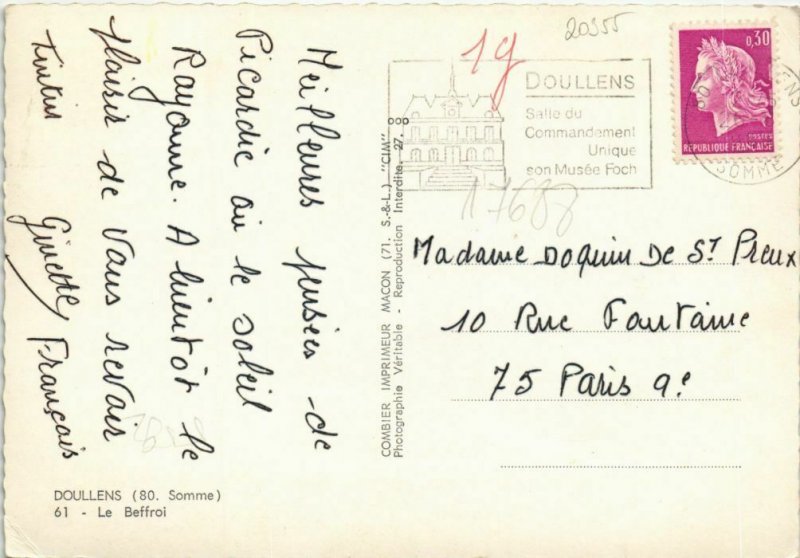 Meilleures pensées de
Picardie où le soleil
Rayonne. A bientôt le
plaisir de vous revoir
Ginette François
COMBIER IMPRIMEUR MACON (71. S.-&-L.) "CIM"
Photographie Véritable - Reproduction Interdite 27.
DOULLENS (80. Somme)
61 - Le Beffroi
20355
19
DOULLENS
Salle du
Commandement
Unique
son Musée Foch
17688
0,30
POSTES
REPUBLIQUE FRANÇAISE
SOMME
Madame Doquin De St Preux
10 Rue Fontaine
75 Paris 9e